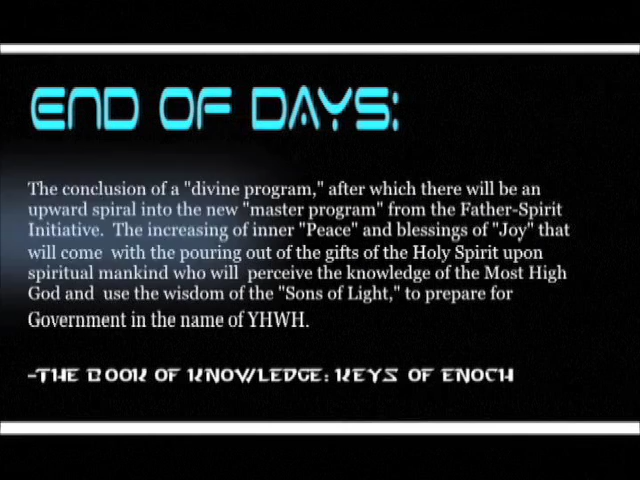 END OF DAYS:
The conclusion of a "divine program," after which there will be an
upward spiral into the new "master program" from the Father-Spirit
Initiative.  The increasing of inner "Peace" and blessings of "Joy" that
will come  with the pouring out of the gifts of the Holy Spirit upon
spiritual mankind who will  perceive the knowledge of the Most High
God and  use the wisdom of the "Sons of Light," to prepare for
Government in the name of YHWH.
-THE BOOK OF KNOWLEDGE: KEYS OF ENOCH